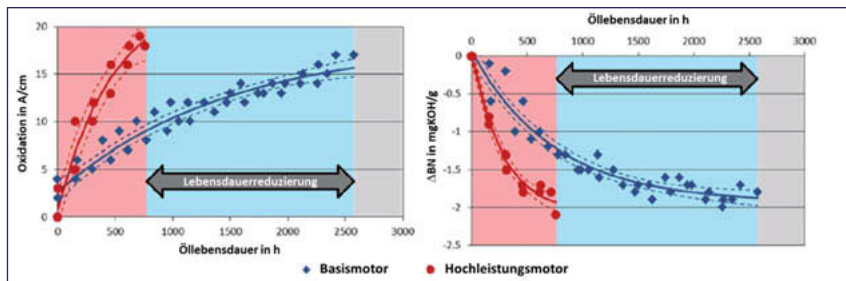 Öllebensdauer in h
20
15
10
5
0
Oxidation in A/cm
Lebensdauerreduzierung
0 500 1000 1500 2000 2500 3000
Öllebensdauer in h
0 500 1000 1500 2000 2500 3000
0
-0.5
-1
-1.5
-2
-2.5
ΔBN in mgKOH/g
Lebensdauerreduzierung
Basismotor
Hochleistungsmotor